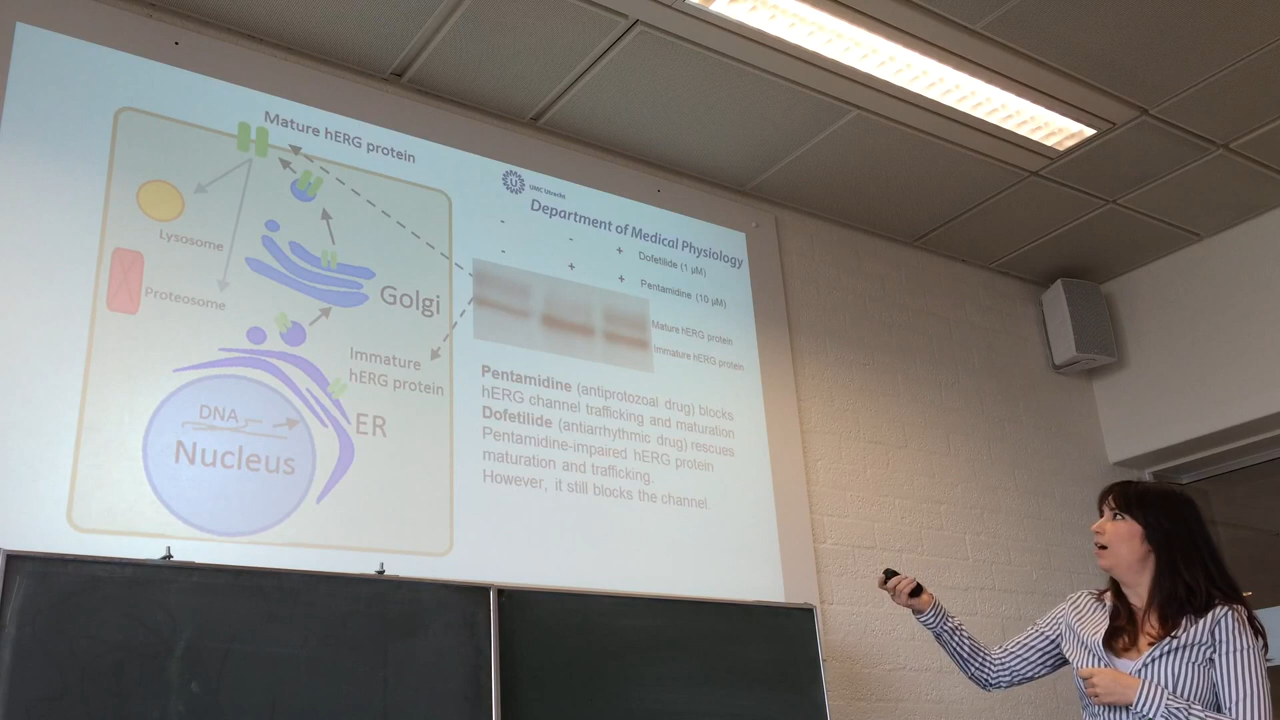 Mature hERG protein
Lysosome
Proteosome
Golgi
Immature
hERG protein
DNA
Nucleus
ER
UMC Utrecht
Department of Medical Physiology
- - + Dofetilide (1 µM)
- + + Pentamidine (10 µM)
Mature hERG protein
Immature hERG protein
Pentamidine (antiprotozoal drug) blocks
hERG channel trafficking and maturation
Dofetilide (antiarrhythmic drug) rescues
Pentamidine-impaired hERG protein
maturation and trafficking.
However, it still blocks the channel.